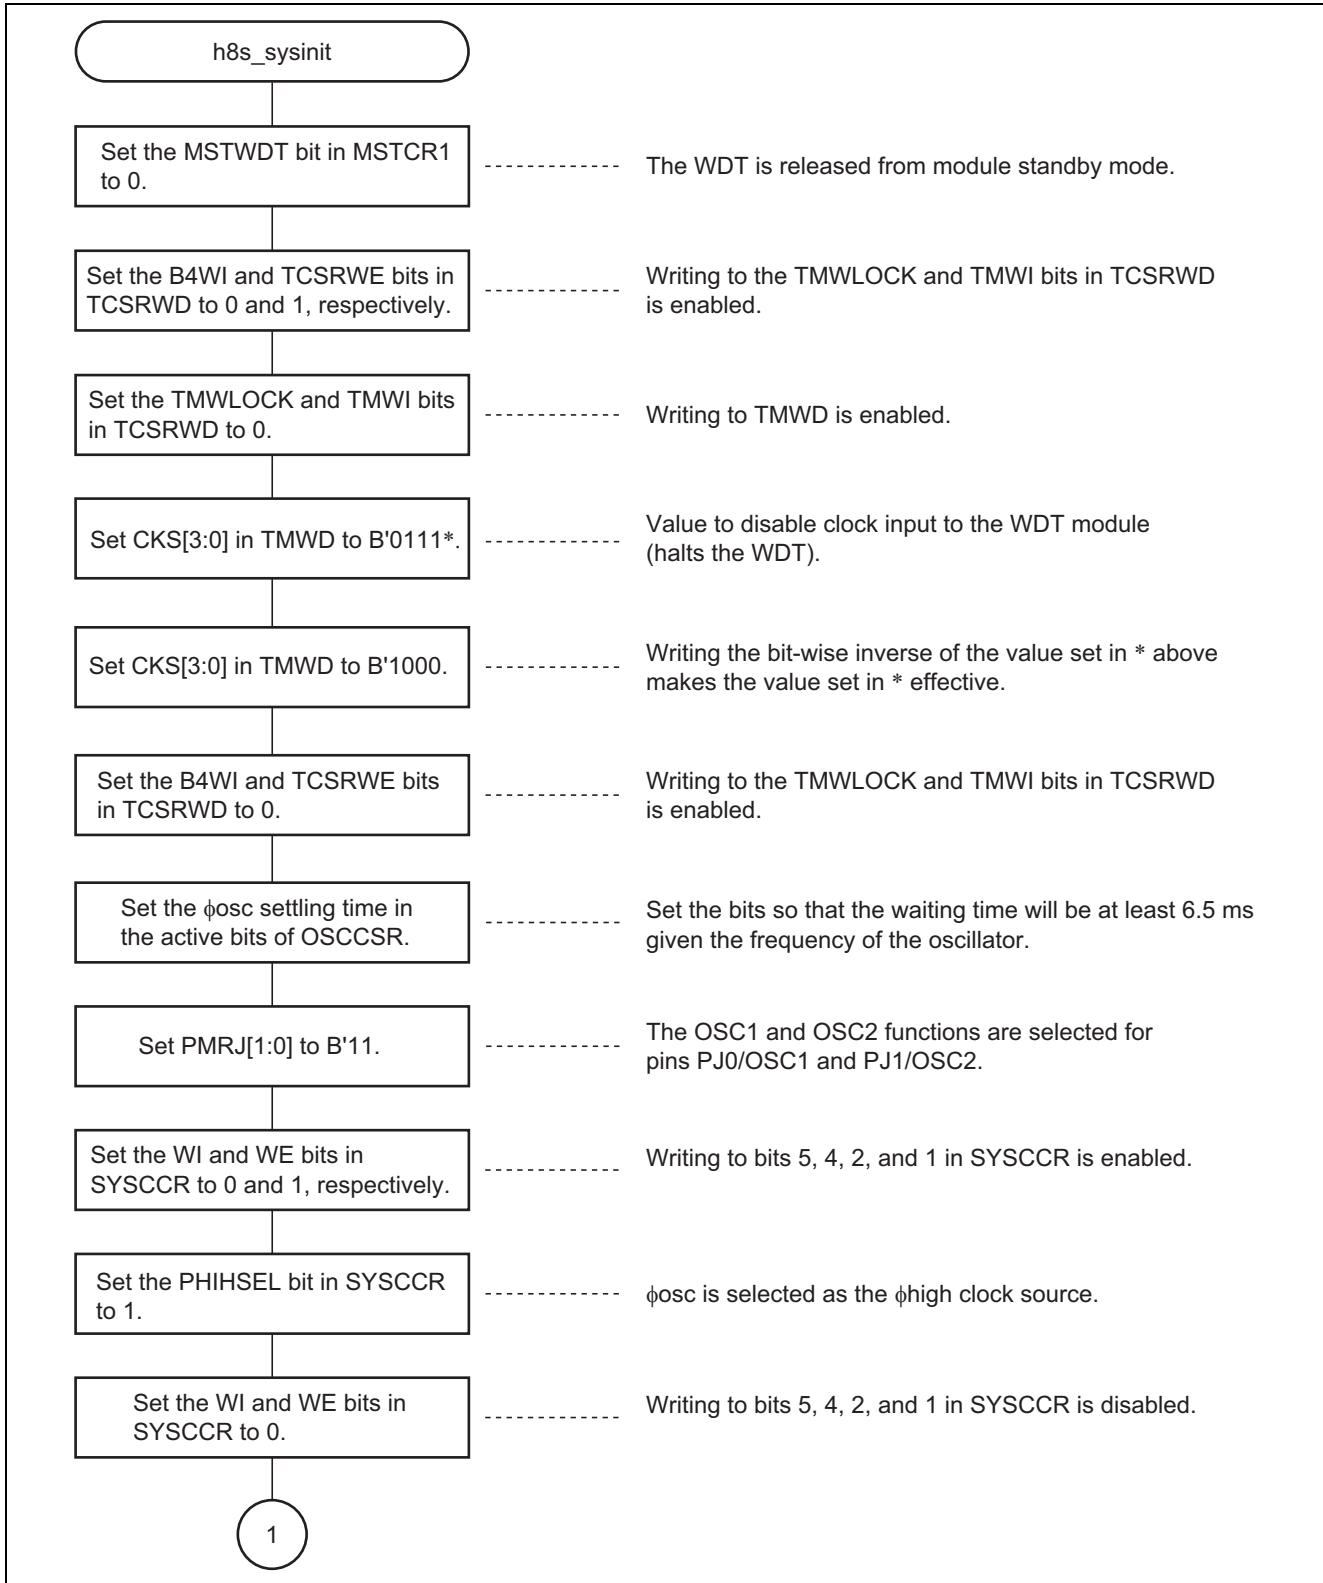 h8s_sysinit
Set the MSTWDT bit in MSTCR1
to 0.
The WDT is released from module standby mode.
Set the B4WI and TCSRWE bits in
TCSRWD to 0 and 1, respectively.
Writing to the TMWLOCK and TMWI bits in TCSRWD
is enabled.
Set the TMWLOCK and TMWI bits
in TCSRWD to 0.
Writing to TMWD is enabled.
Set CKS[3:0] in TMWD to B'0111*.
Value to disable clock input to the WDT module
(halts the WDT).
Set CKS[3:0] in TMWD to B'1000.
Writing the bit-wise inverse of the value set in * above
makes the value set in * effective.
Set the B4WI and TCSRWE bits
in TCSRWD to 0.
Writing to the TMWLOCK and TMWI bits in TCSRWD
is enabled.
Set the ϕosc settling time in
the active bits of OSCCSR.
Set the bits so that the waiting time will be at least 6.5 ms
given the frequency of the oscillator.
Set PMRJ[1:0] to B'11.
The OSC1 and OSC2 functions are selected for
pins PJ0/OSC1 and PJ1/OSC2.
Set the WI and WE bits in
SYSCCR to 0 and 1, respectively.
Writing to bits 5, 4, 2, and 1 in SYSCCR is enabled.
Set the PHIHSEL bit in SYSCCR
to 1.
ϕosc is selected as the ϕhigh clock source.
Set the WI and WE bits in
SYSCCR to 0.
Writing to bits 5, 4, 2, and 1 in SYSCCR is disabled.
1